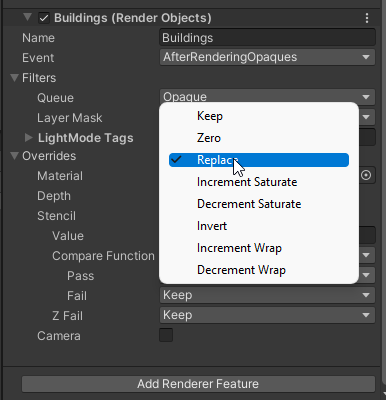 Buildings (Render Objects)
Name Buildings
Event AfterRenderingOpaques
Filters
Queue Opaque
Layer Mask
LightMode Tags
Overrides
Material
Depth
Stencil
Value
Compare Function
Pass
Fail Keep
Z Fail Keep
Camera
Keep
Zero
Replace
Increment Saturate
Decrement Saturate
Invert
Increment Wrap
Decrement Wrap
Add Renderer Feature